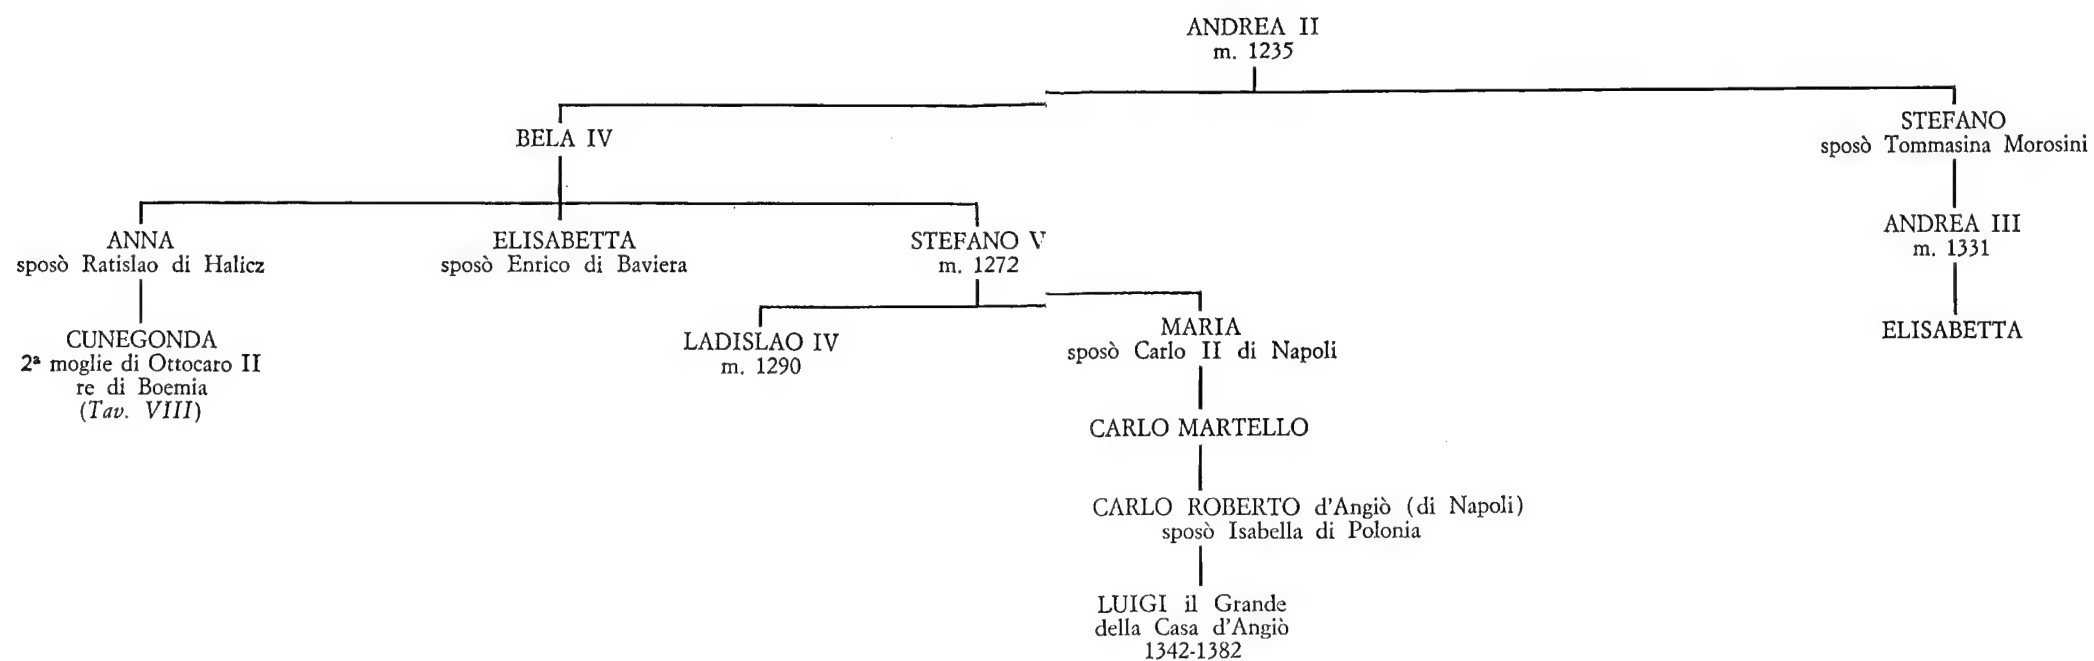 ANDREA II
m. 1235
BELA IV
STEFANO
sposò Tommasina Morosini
ANNA
sposò Ratislao di Halicz
ELISABETTA
sposò Enrico di Baviera
STEFANO V
m. 1272
ANDREA III
m. 1331
CUNEGONDA
2ª moglie di Ottocaro II
re di Boemia
(Tav. VIII)
LADISLAO IV
m. 1290
MARIA
sposò Carlo II di Napoli
ELISABETTA
CARLO MARTELLO
CARLO ROBERTO d'Angiò (di Napoli)
sposò Isabella di Polonia
LUIGI il Grande
della Casa d'Angiò
1342-1382